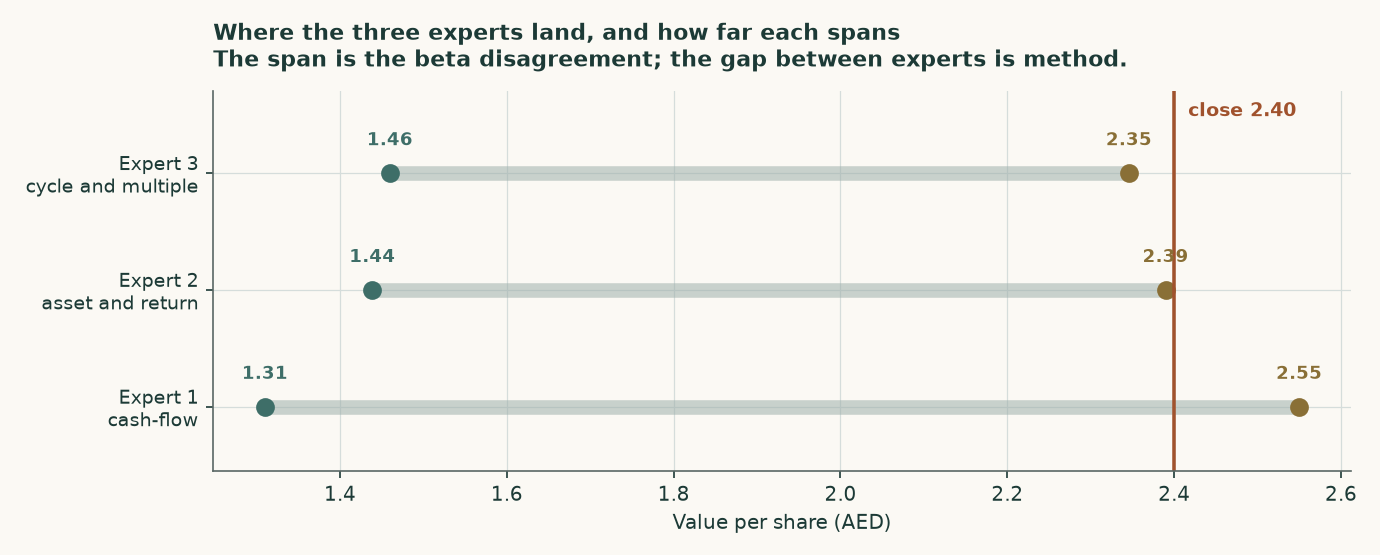 Where the three experts land, and how far each spans
The span is the beta disagreement; the gap between experts is method.
close 2.40
Expert 3
cycle and multiple
1.46
2.35
Expert 2
asset and return
1.44
2.39
Expert 1
cash-flow
1.31
2.55
1.4
1.6
1.8
2.0
2.2
2.4
2.6
Value per share (AED)